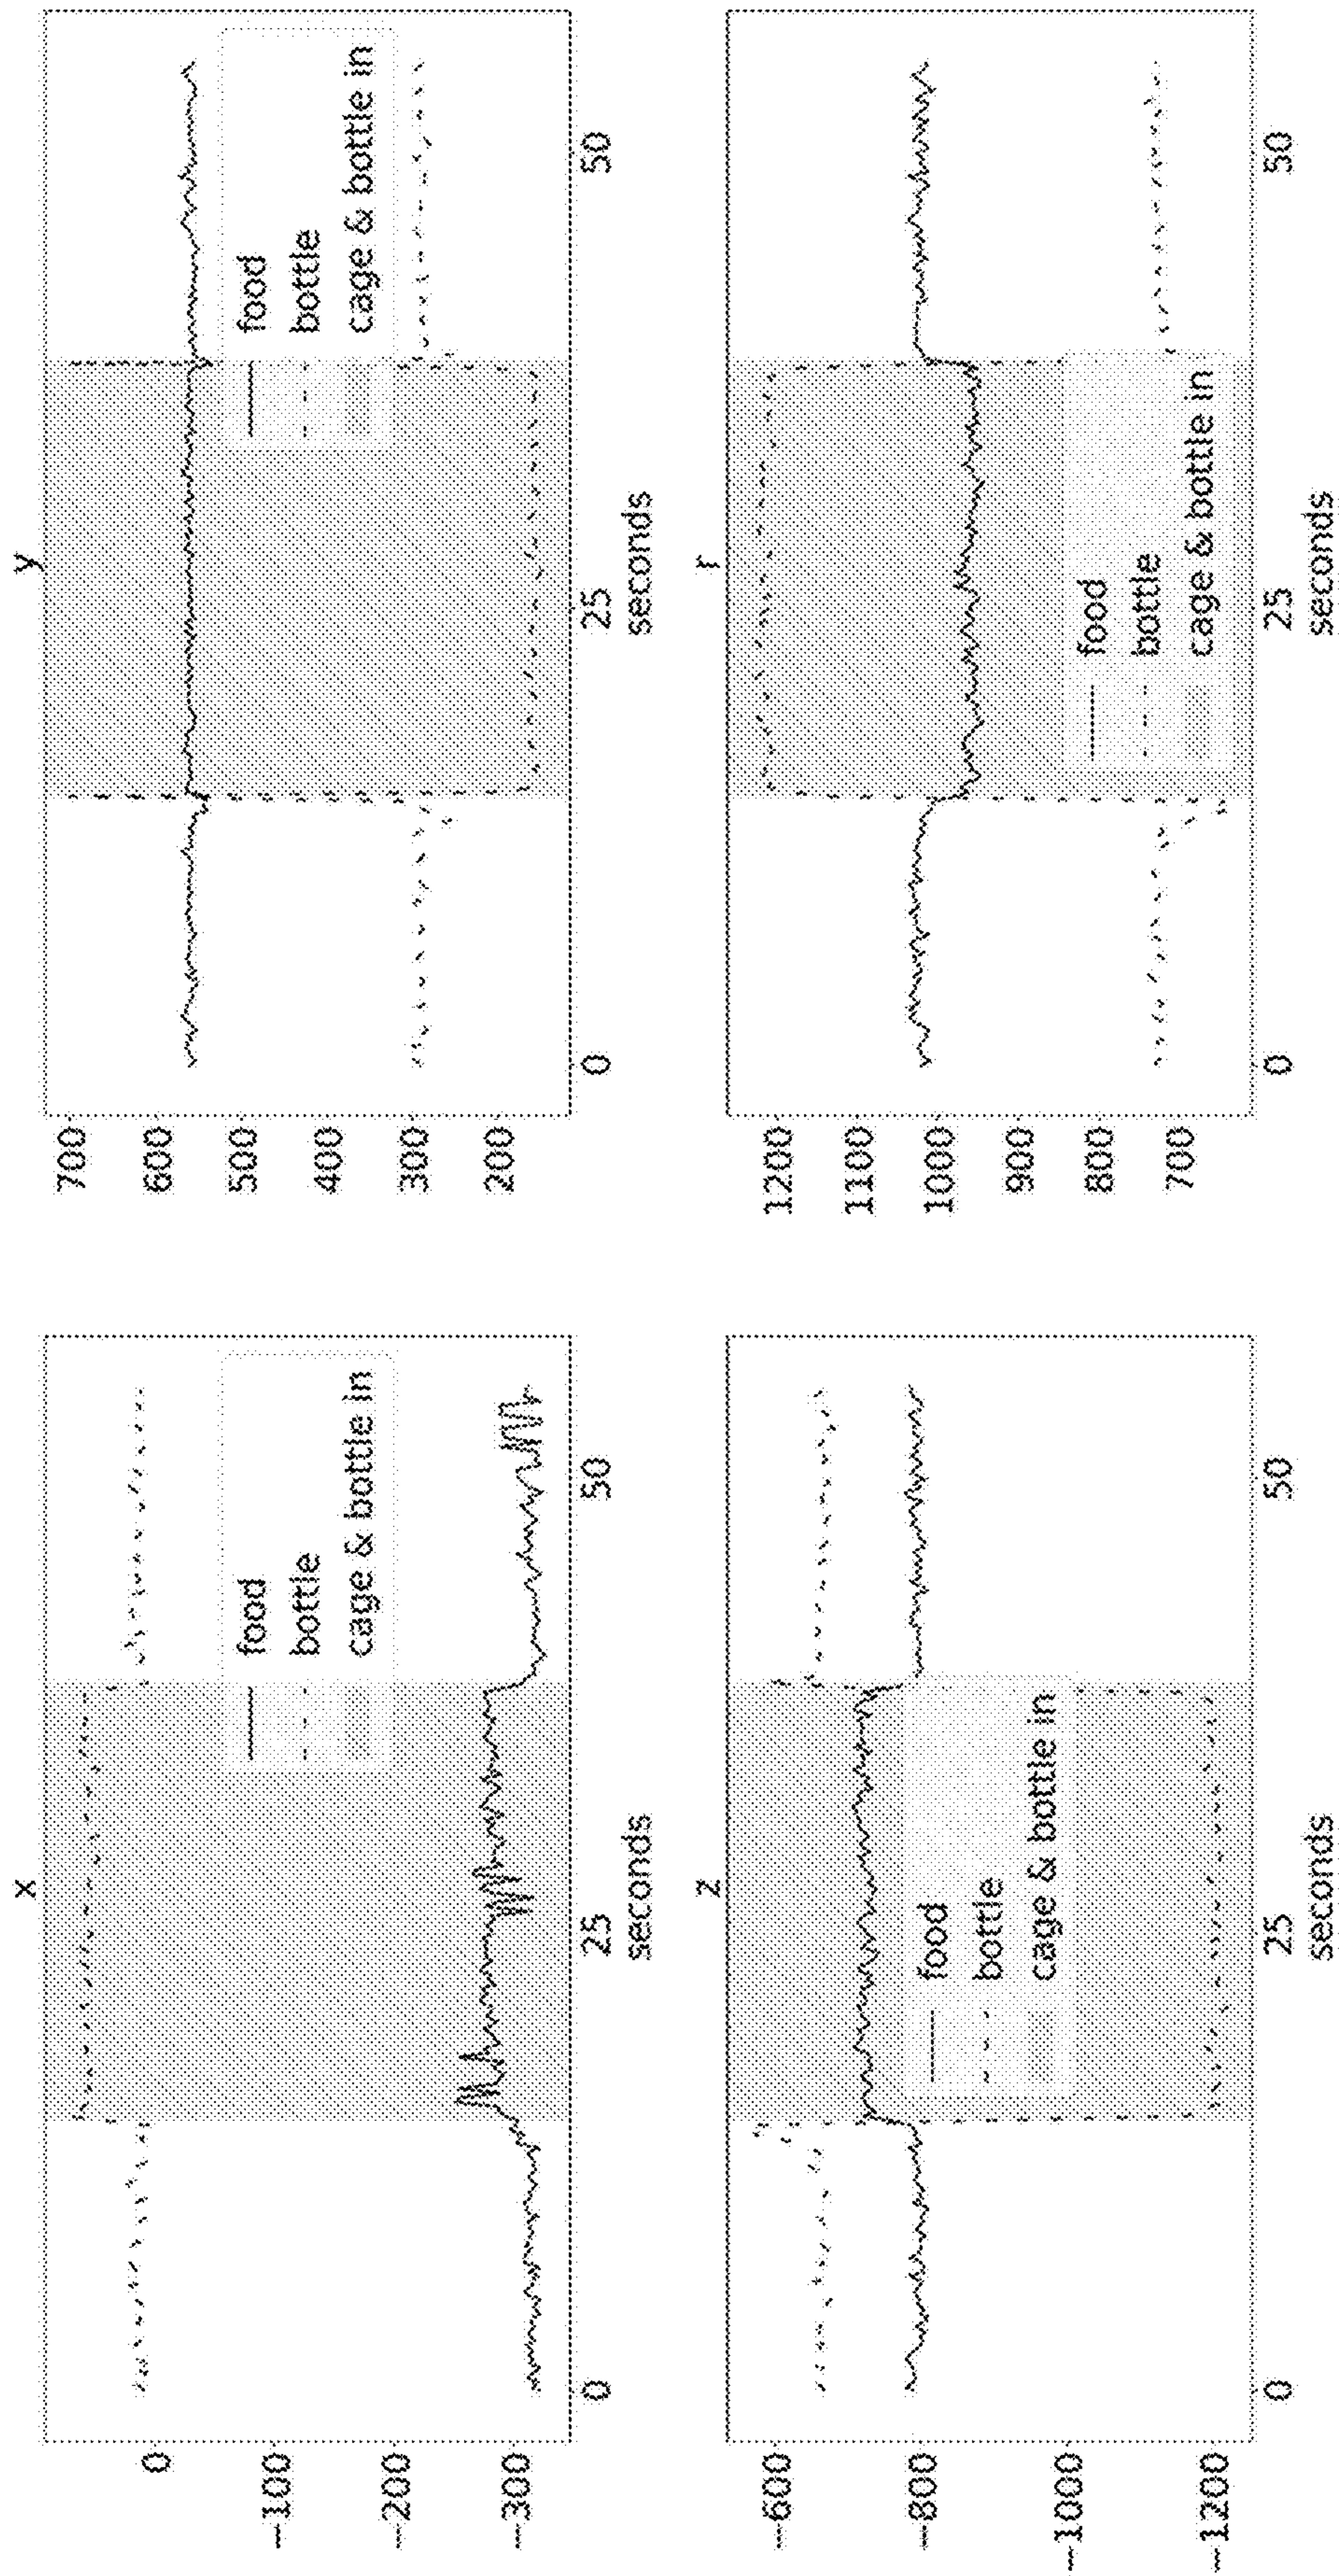 x
0
−100
−200
−300
food
bottle
cage & bottle in
0
25
50
seconds
y
700
600
500
400
300
200
food
bottle
cage & bottle in
0
25
50
seconds
z
−600
−800
−1000
−1200
food
bottle
cage & bottle in
0
25
50
seconds
r
1200
1100
1000
900
800
700
food
bottle
cage & bottle in
0
25
50
seconds